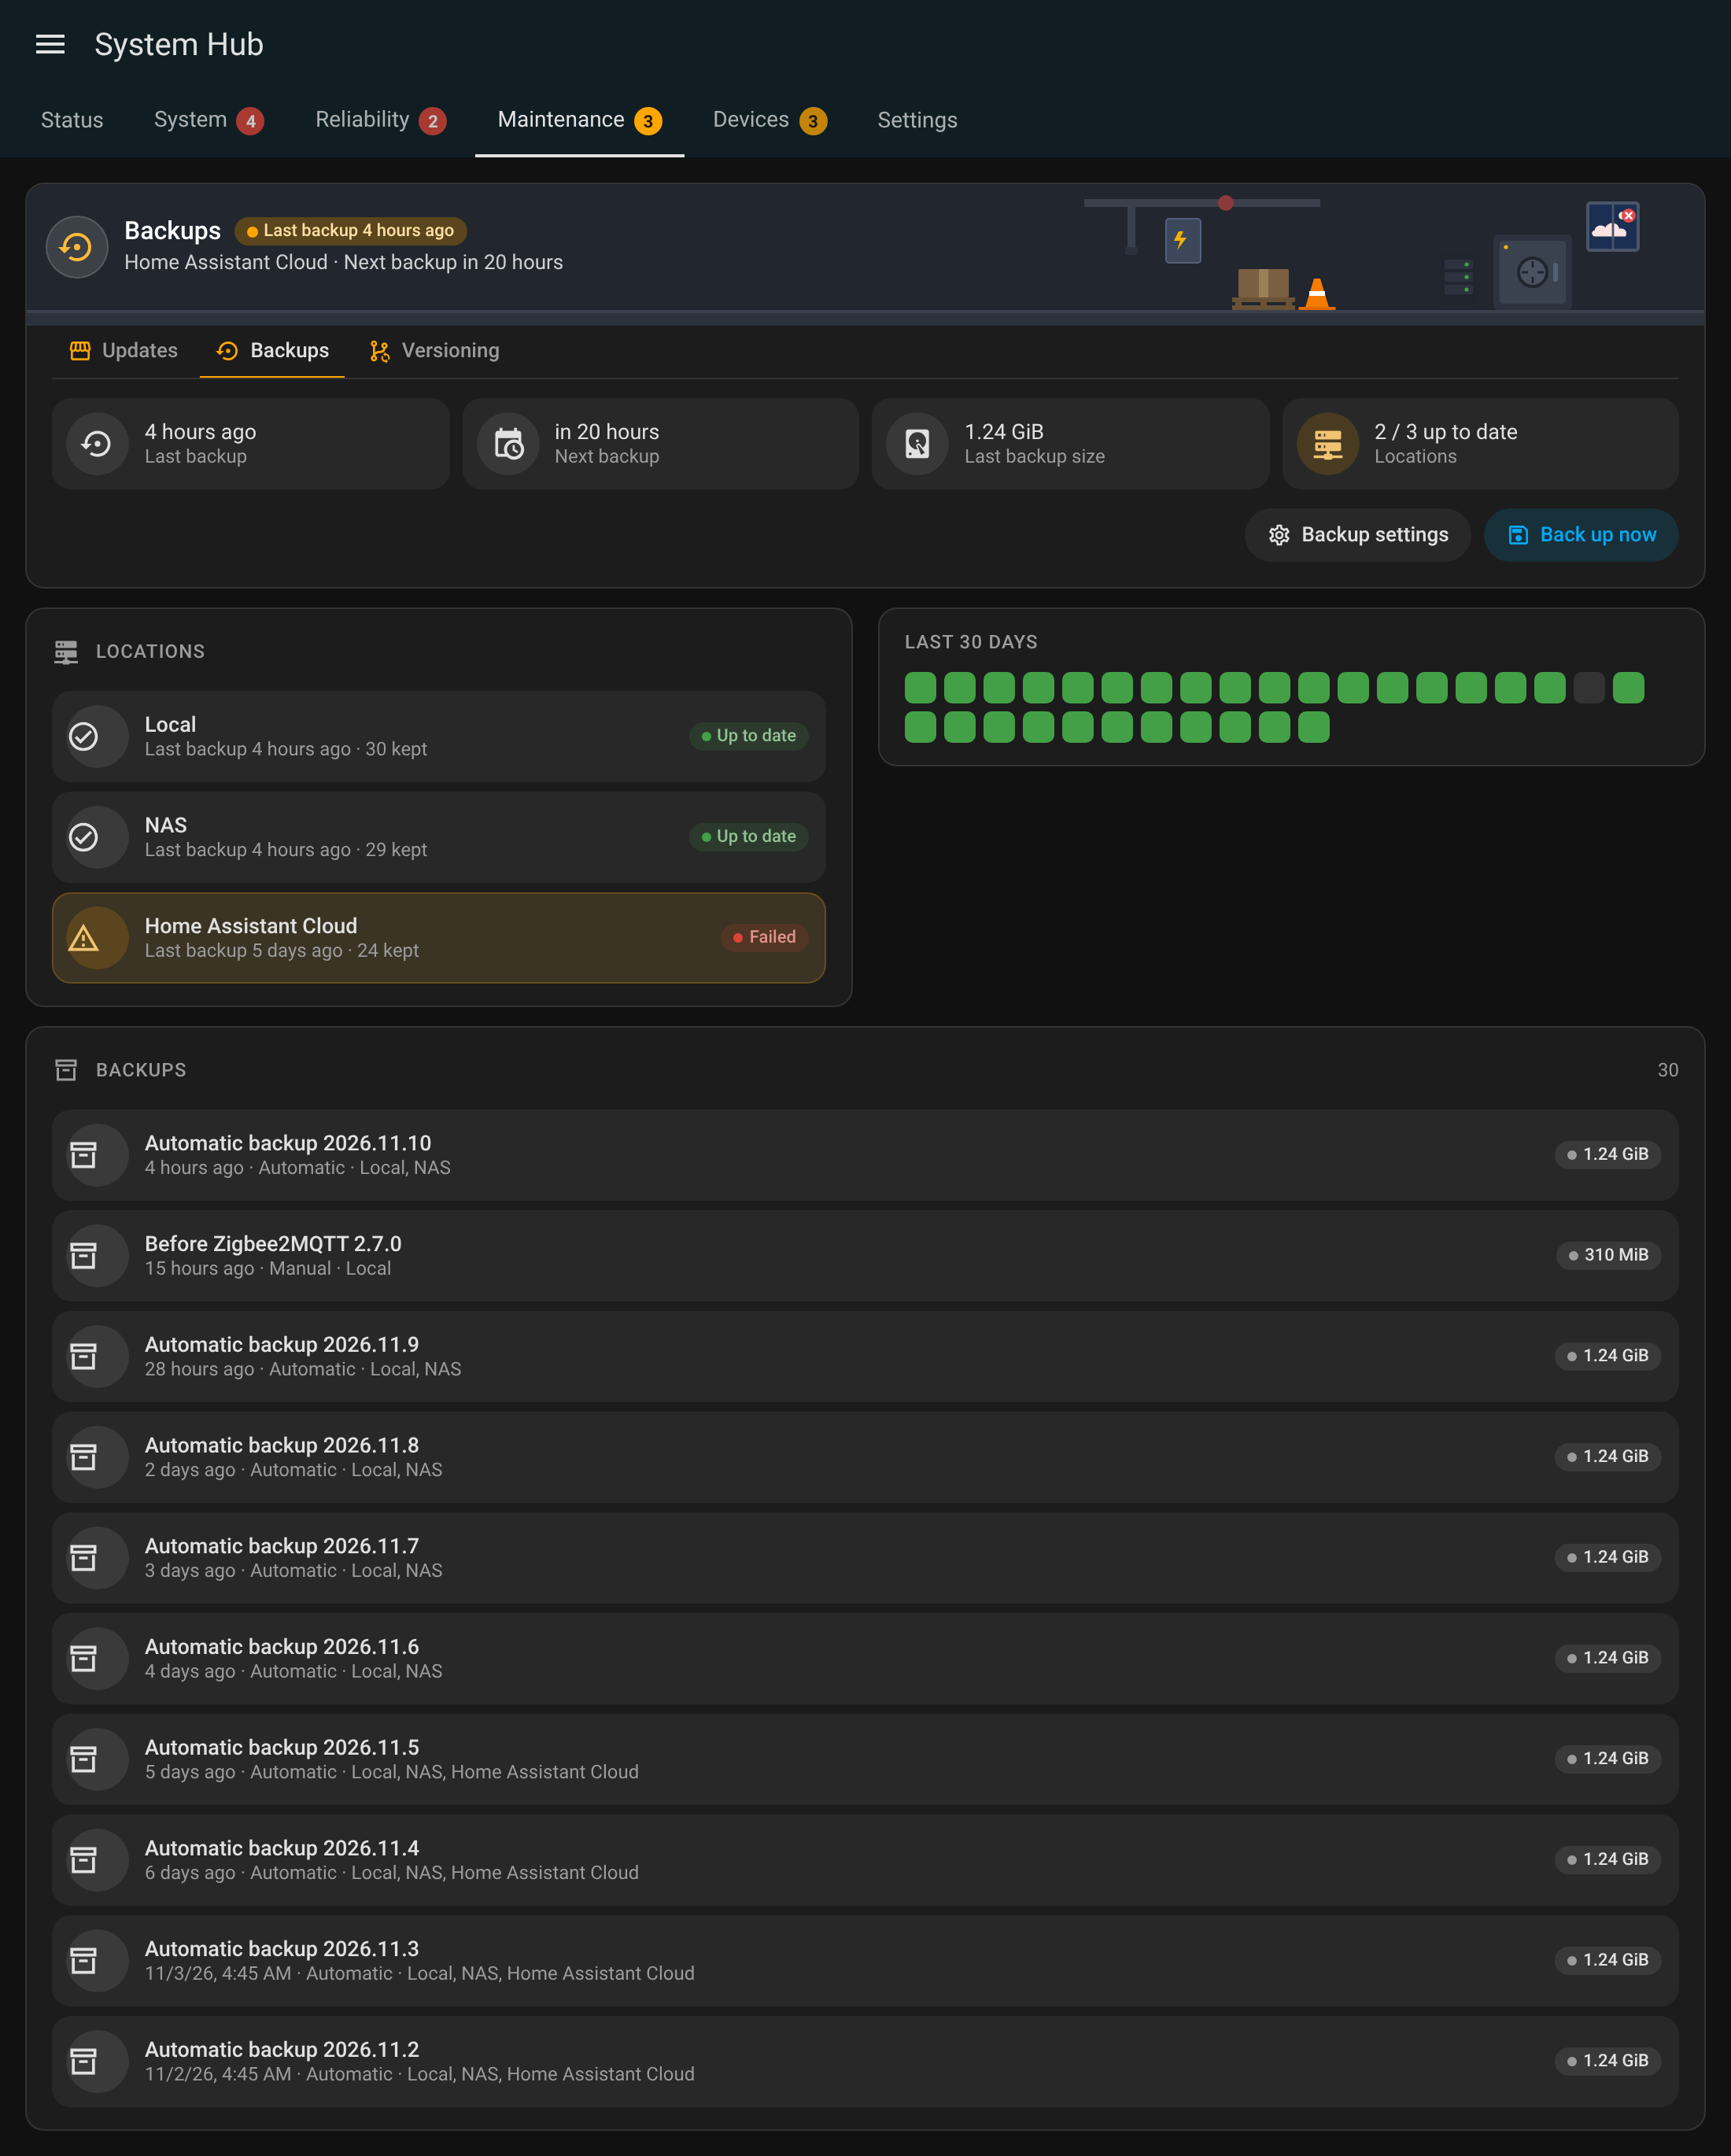 System Hub
Status
System 4
Reliability 2
Maintenance 3
Devices 3
Settings
Backups
Last backup 4 hours ago
Home Assistant Cloud · Next backup in 20 hours
Updates
Backups
Versioning
4 hours ago
Last backup
in 20 hours
Next backup
1.24 GiB
Last backup size
2 / 3 up to date
Locations
Backup settings
Back up now
LOCATIONS
Local
Last backup 4 hours ago · 30 kept
Up to date
NAS
Last backup 4 hours ago · 29 kept
Up to date
Home Assistant Cloud
Last backup 5 days ago · 24 kept
Failed
LAST 30 DAYS
BACKUPS
30
Automatic backup 2026.11.10
4 hours ago · Automatic · Local, NAS
1.24 GiB
Before Zigbee2MQTT 2.7.0
15 hours ago · Manual · Local
310 MiB
Automatic backup 2026.11.9
28 hours ago · Automatic · Local, NAS
1.24 GiB
Automatic backup 2026.11.8
2 days ago · Automatic · Local, NAS
1.24 GiB
Automatic backup 2026.11.7
3 days ago · Automatic · Local, NAS
1.24 GiB
Automatic backup 2026.11.6
4 days ago · Automatic · Local, NAS
1.24 GiB
Automatic backup 2026.11.5
5 days ago · Automatic · Local, NAS, Home Assistant Cloud
1.24 GiB
Automatic backup 2026.11.4
6 days ago · Automatic · Local, NAS, Home Assistant Cloud
1.24 GiB
Automatic backup 2026.11.3
11/3/26, 4:45 AM · Automatic · Local, NAS, Home Assistant Cloud
1.24 GiB
Automatic backup 2026.11.2
11/2/26, 4:45 AM · Automatic · Local, NAS, Home Assistant Cloud
1.24 GiB